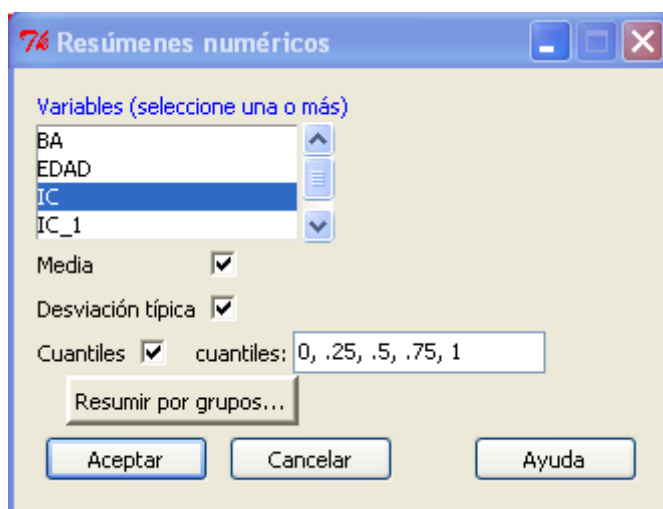 Resúmenes numéricos
Variables (seleccione una o más)
BA
EDAD
IC
IC_1
Media
Desviación típica
Cuantiles cuantiles: 0, .25, .5, .75, 1
Resumir por grupos...
Aceptar Cancelar Ayuda